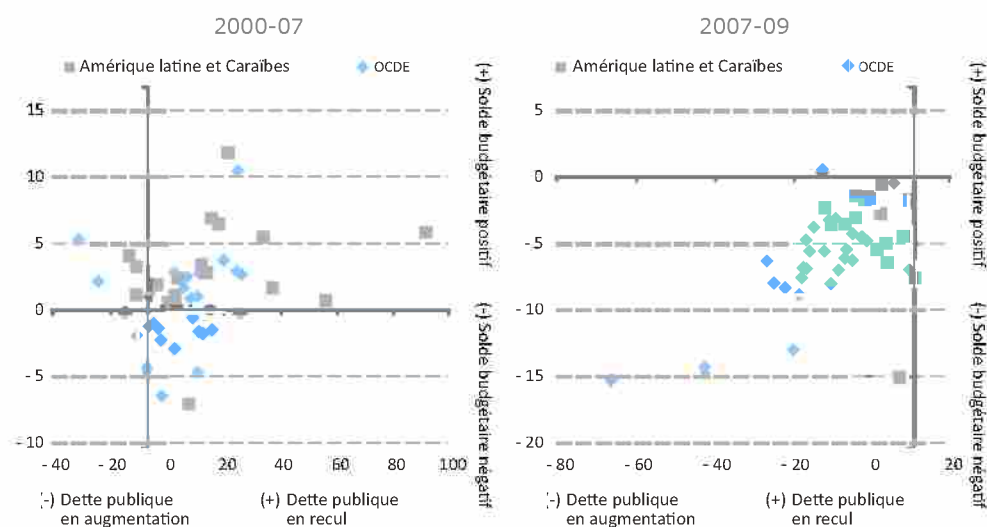 2000-07
Amérique latine et Caraïbes
OCDE
15
10
5
0
- 5
- 10
- 40
- 20
0
20
40
60
80
100
(-) Dette publique
en augmentation
(+) Dette publique
en recul
(+) Solde budgétaire positif
(-) Solde budgétaire négatif
2007-09
Amérique latine et Caraïbes
OCDE
5
0
- 5
- 10
- 15
- 20
- 80
- 60
- 40
- 20
0
20
(-) Dette publique
en augmentation
(+) Dette publique
en recul
(+) Solde budgétaire positif
(-) Solde budgétaire négatif